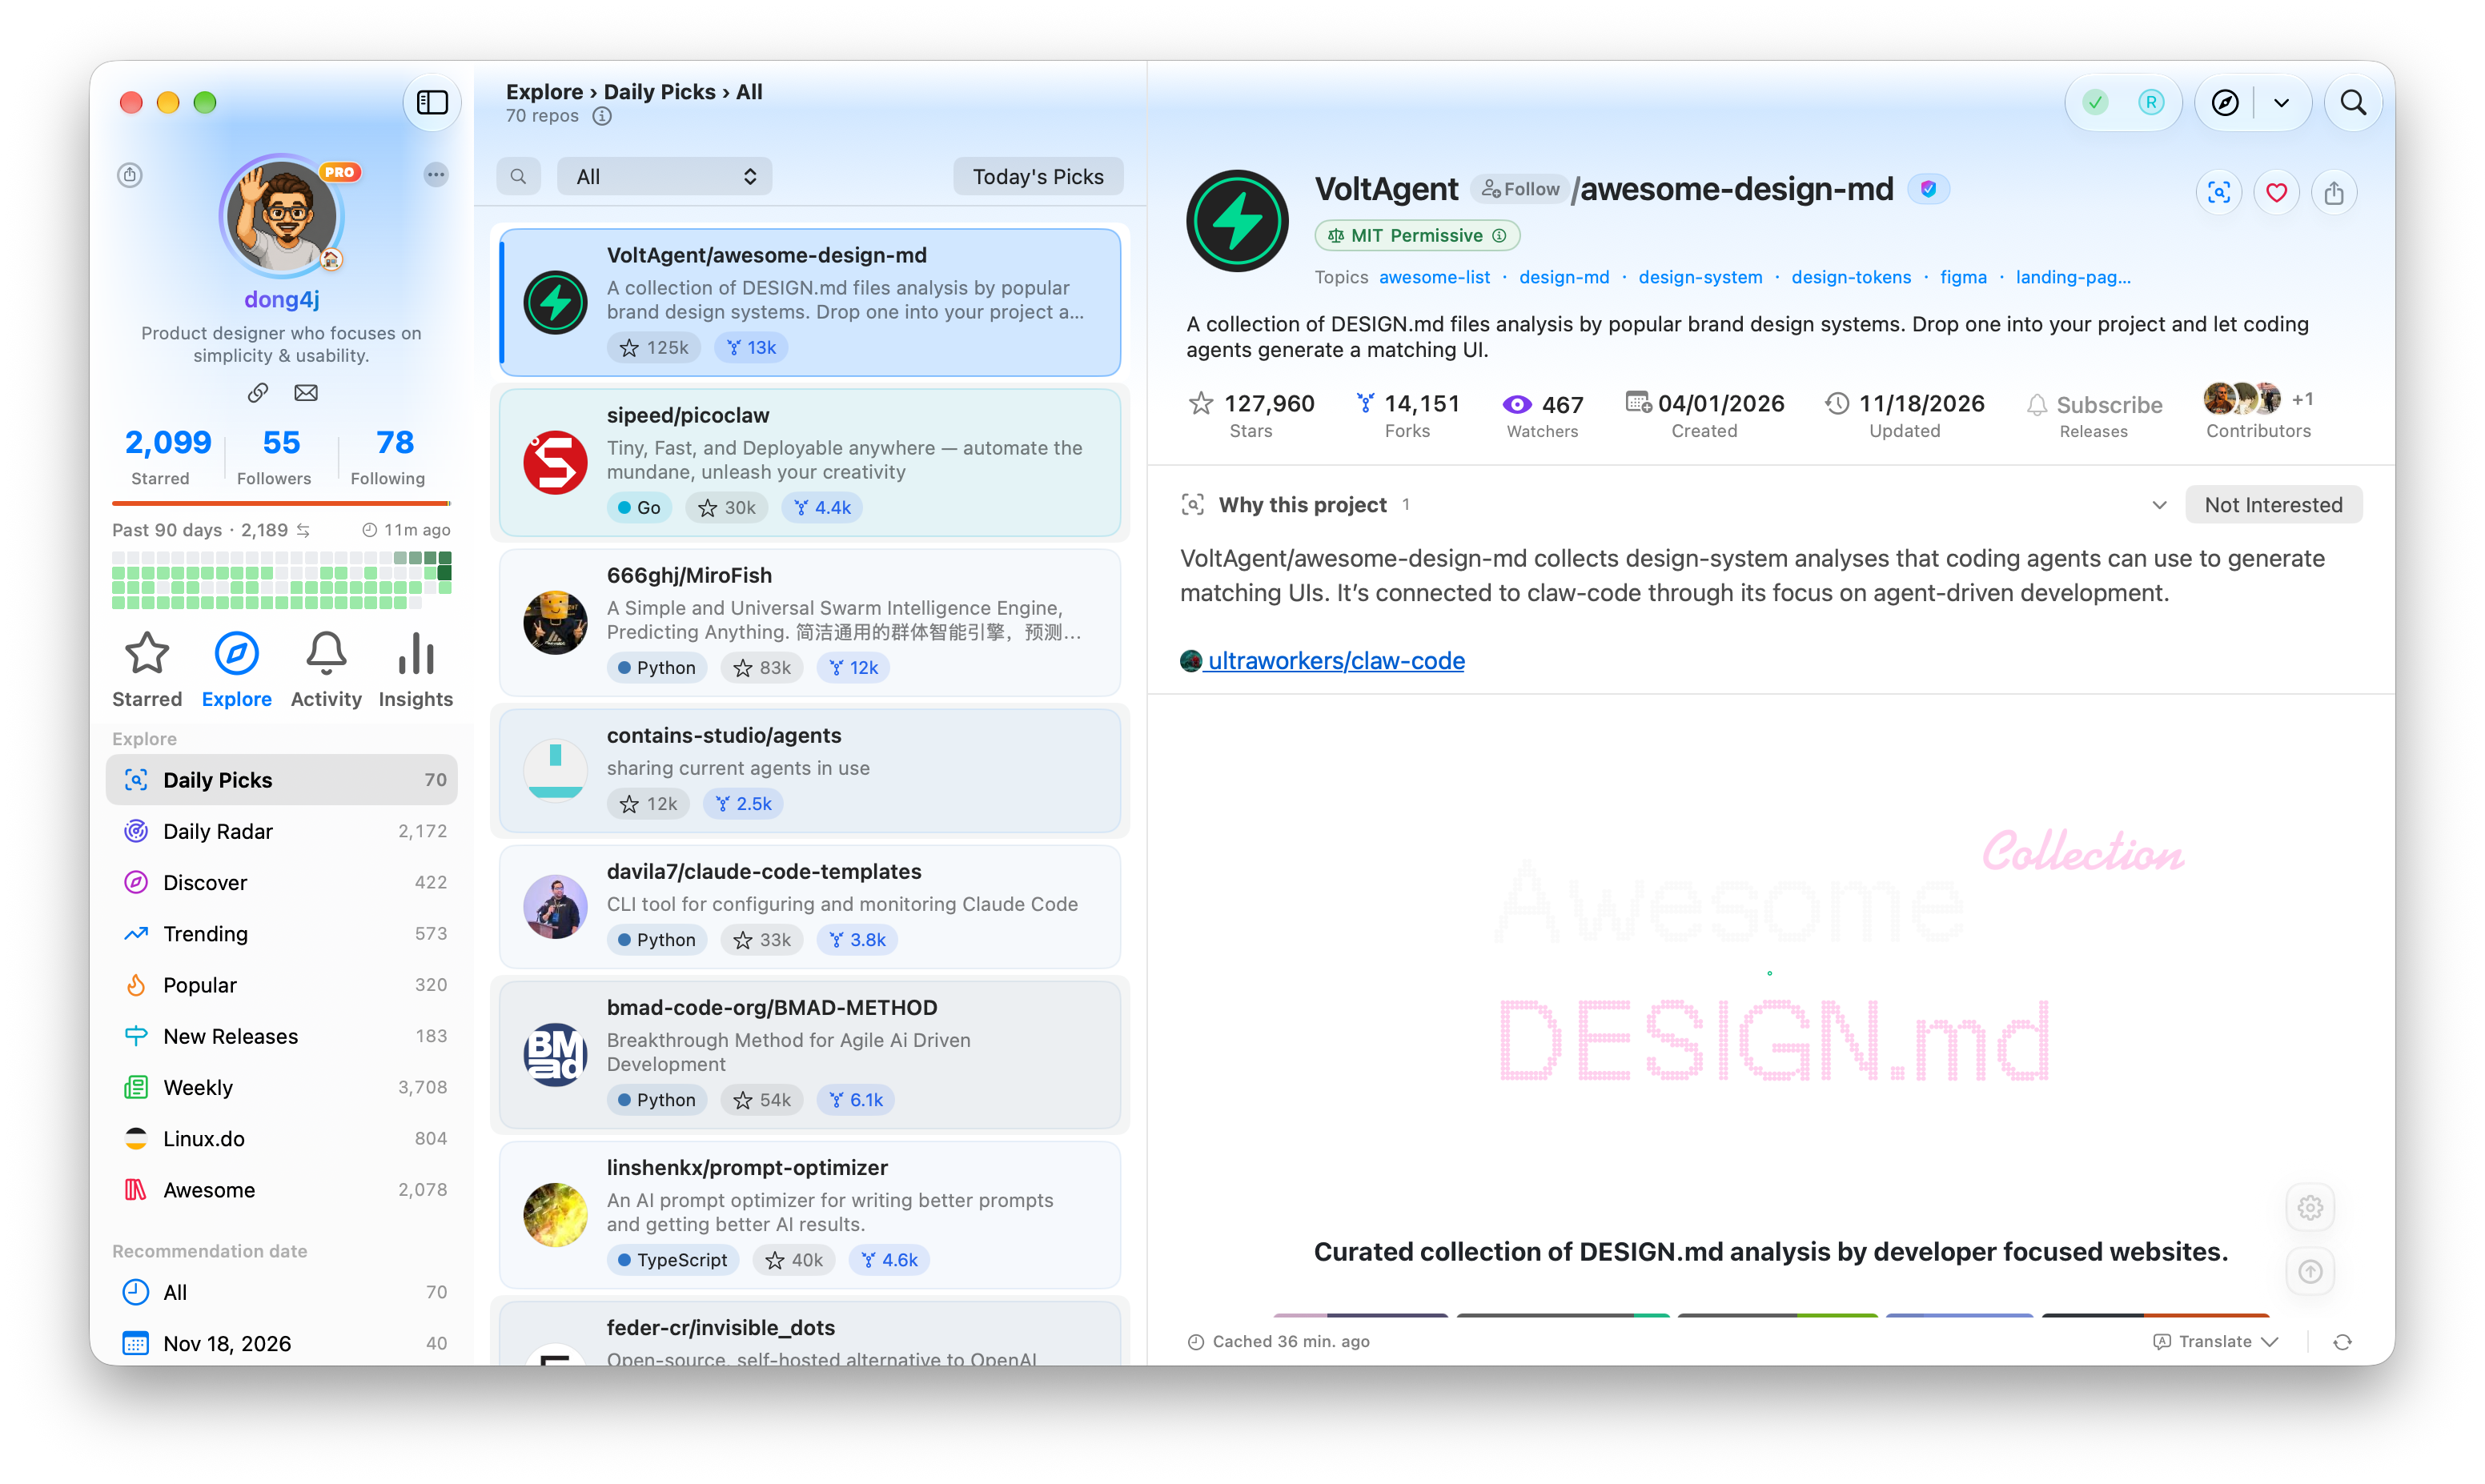 PRO
dong4j
Product designer who focuses on
simplicity & usability.
2,099
Starred
55
Followers
78
Following
Past 90 days · 2,189
11m ago
Starred
Explore
Activity
Insights
Explore
Daily Picks 70
Daily Radar 2,172
Discover 422
Trending 573
Popular 320
New Releases 183
Weekly 3,708
Linux.do 804
Awesome 2,078
Recommendation date
All 70
Nov 18, 2026 40
Explore › Daily Picks › All
70 repos
All
Today's Picks
VoltAgent/awesome-design-md
A collection of DESIGN.md files analysis by popular
brand design systems. Drop one into your project a...
125k 13k
sipeed/picoclaw
Tiny, Fast, and Deployable anywhere — automate the
mundane, unleash your creativity
Go 30k 4.4k
666ghj/MiroFish
A Simple and Universal Swarm Intelligence Engine,
Predicting Anything. 简洁通用的群体智能引擎，预测...
Python 83k 12k
contains-studio/agents
sharing current agents in use
12k 2.5k
davila7/claude-code-templates
CLI tool for configuring and monitoring Claude Code
Python 33k 3.8k
BMad
bmad-code-org/BMAD-METHOD
Breakthrough Method for Agile Ai Driven
Development
Python 54k 6.1k
linshenkx/prompt-optimizer
An AI prompt optimizer for writing better prompts
and getting better AI results.
TypeScript 40k 4.6k
feder-cr/invisible_dots
Open-source, self-hosted alternative to OpenAI
R
VoltAgent Follow /awesome-design-md
MIT Permissive
Topics awesome-list · design-md · design-system · design-tokens · figma · landing-pag...
A collection of DESIGN.md files analysis by popular brand design systems. Drop one into your project and let coding
agents generate a matching UI.
127,960
Stars
14,151
Forks
467
Watchers
04/01/2026
Created
11/18/2026
Updated
Subscribe
Releases
+1
Contributors
Why this project 1
Not Interested
VoltAgent/awesome-design-md collects design-system analyses that coding agents can use to generate
matching UIs. It’s connected to claw-code through its focus on agent-driven development.
ultraworkers/claw-code
Collection
Awesome
DESIGN.md
Curated collection of DESIGN.md analysis by developer focused websites.
Cached 36 min. ago
Translate